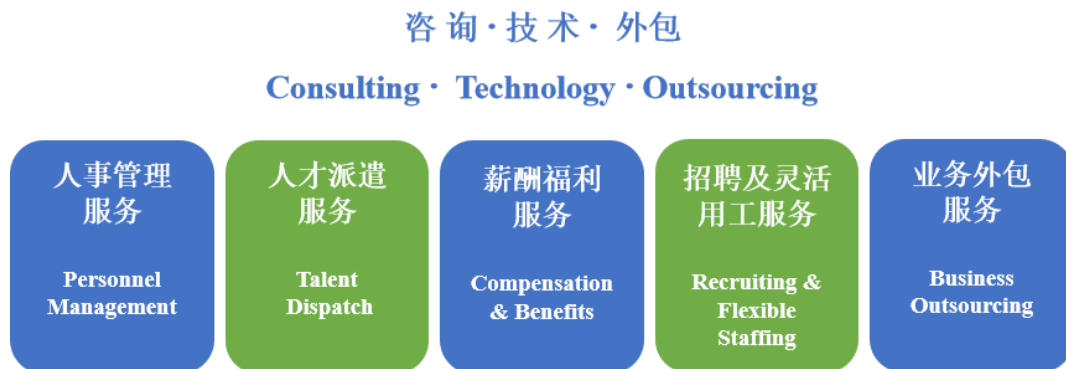 咨 询 · 技 术 · 外包
Consulting · Technology · Outsourcing
人事管理
服务
Personnel
Management
人才派遣
服务
Talent
Dispatch
薪酬福利
服务
Compensation
& Benefits
招聘及灵活
用工服务
Recruiting &
Flexible
Staffing
业务外包
服务
Business
Outsourcing